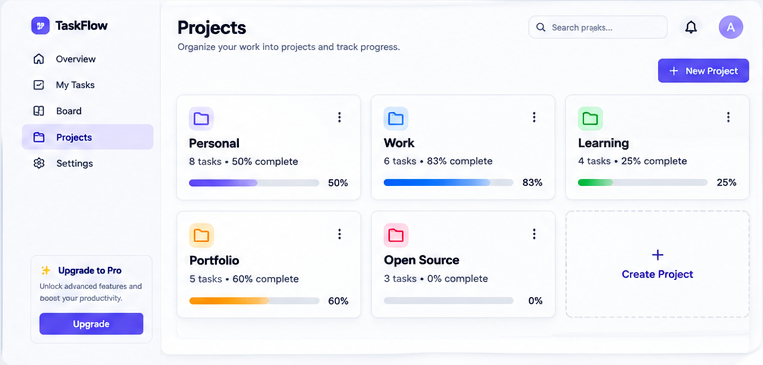 TaskFlow
Overview
My Tasks
Board
Projects
Settings
Upgrade to Pro
Unlock advanced features and
boost your productivity.
Upgrade
Projects
Organize your work into projects and track progress.
Search
A
New Project
Personal
8 tasks • 50% complete
50%
Work
6 tasks • 83% complete
83%
Learning
4 tasks • 25% complete
25%
Portfolio
5 tasks • 60% complete
60%
Open Source
3 tasks • 0% complete
0%
Create Project